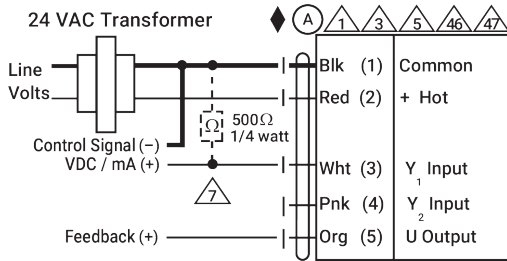 24 VAC Transformer
A 1 3 5 46 47
Line
Volts
Blk (1) Common
Red (2) + Hot
Ω 500Ω
1/4 watt
Control Signal (−)
VDC / mA (+)
Wht (3) Y1 Input
7
Pnk (4) Y2 Input
Feedback (+)
Org (5) U Output